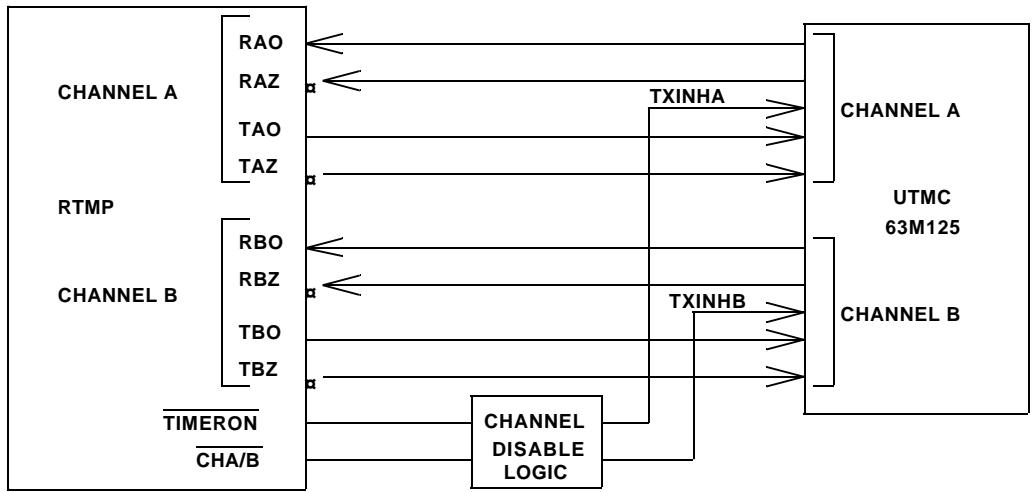 RAO
RAZ
CHANNEL A
TAO
TAZ
RTMP
RBO
RBZ
CHANNEL B
TBO
TBZ
TIMERON
CHA/B
TXINHA
TXINHB
CHANNEL
DISABLE
LOGIC
CHANNEL A
UTMC
63M125
CHANNEL B